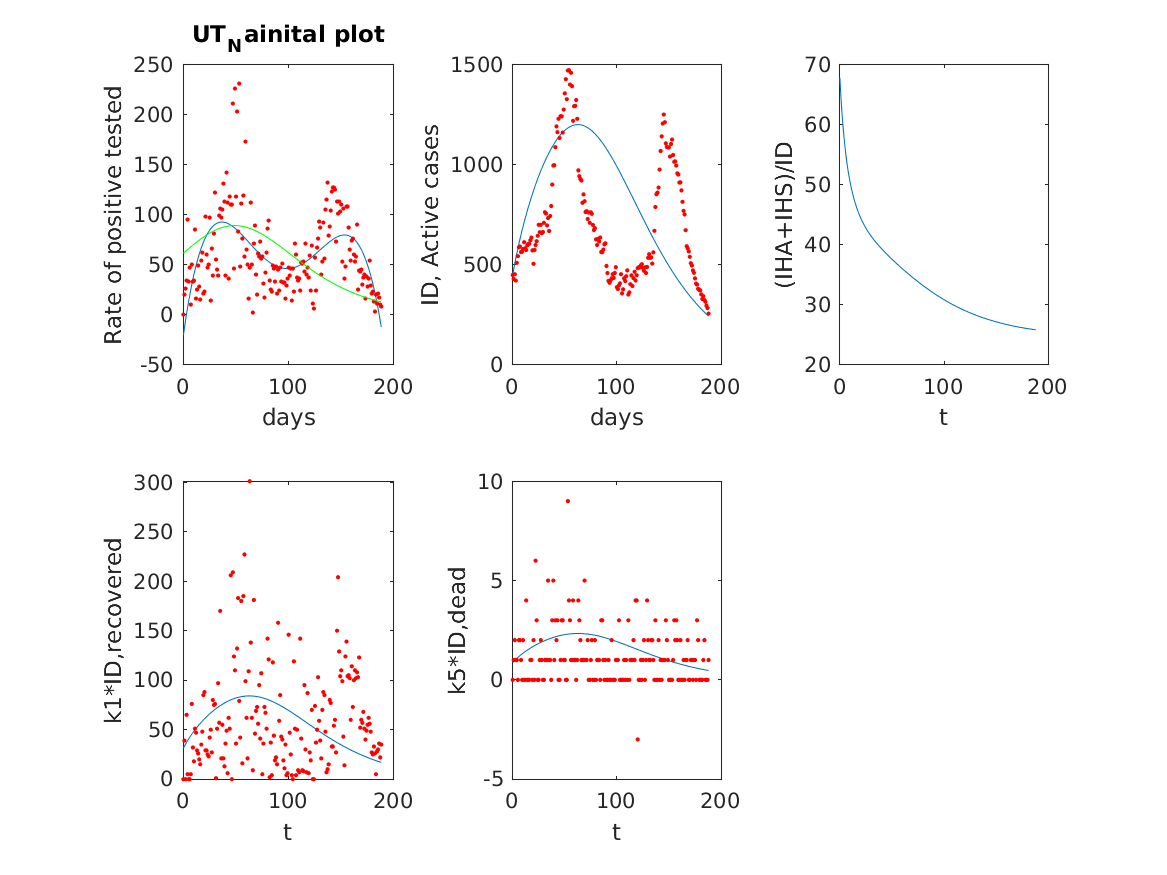 UT_Nainital plot
250
200
150
100
50
0
-50
Rate of positive tested
0 100 200
days
1500
1000
500
0
ID, Active cases
0 100 200
days
70
60
50
40
30
20
(IHA+IHS)/ID
0 100 200
t
300
250
200
150
100
50
0
k1*ID,recovered
0 100 200
t
10
5
0
-5
k5*ID,dead
0 100 200
t